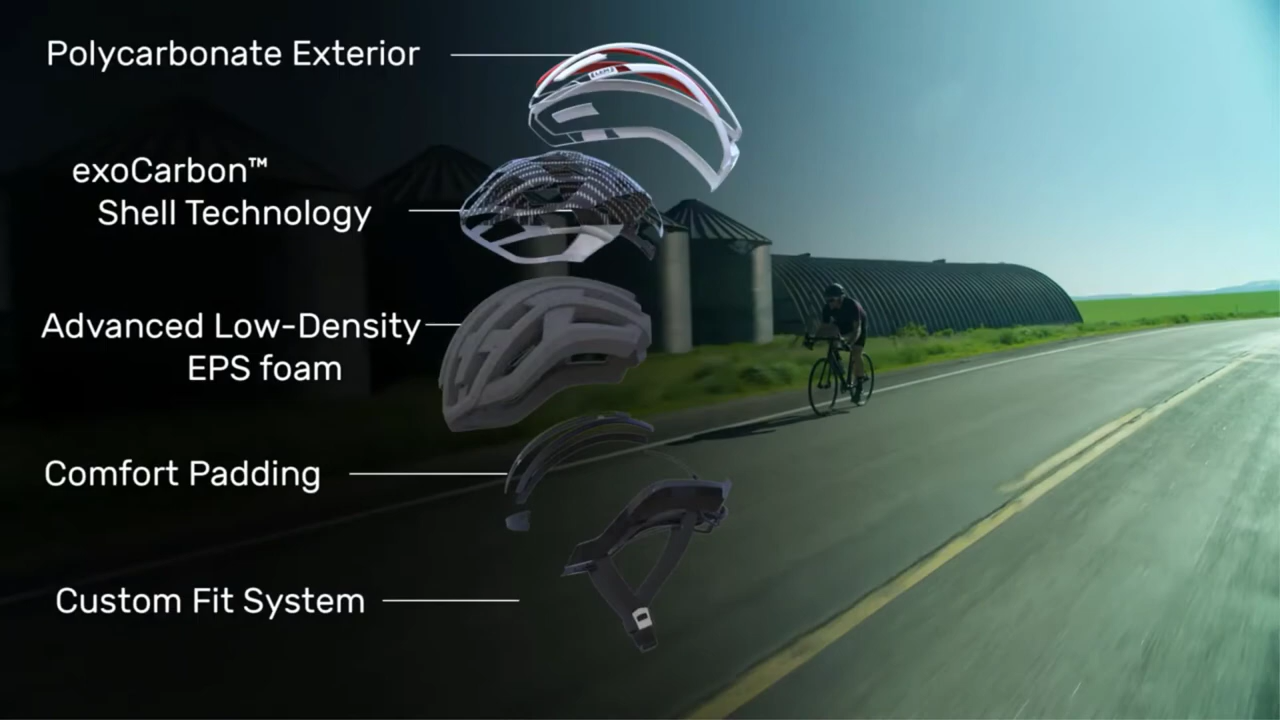 Polycarbonate Exterior
exoCarbon™
Shell Technology
Advanced Low-Density
EPS foam
Comfort Padding
Custom Fit System